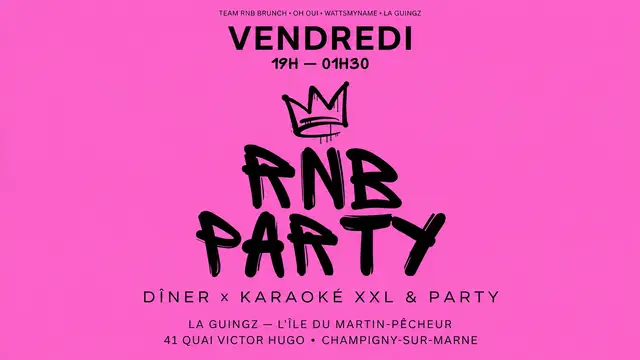 TEAM RNB BRUNCH • OH OUI • WATTSMYNAME • LA GUINGZ
VENDREDI
19H — 01H30
RNB
PARTY
DÎNER x KARAOKÉ XXL & PARTY
LA GUINGZ — L'ÎLE DU MARTIN-PÊCHEUR
41 QUAI VICTOR HUGO • CHAMPIGNY-SUR-MARNE